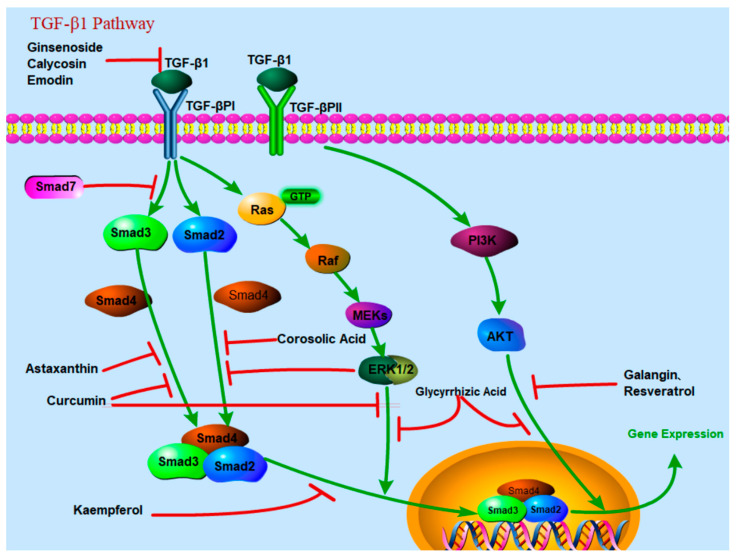 TGF-β1 Pathway
Ginsenoside
Calycosin
Emodin
TGF-β1
TGF-β1
TGF-βPI
TGF-βPII
Smad7
Ras
GTP
Smad3
Smad2
PI3K
Raf
Smad4
Smad4
MEKs
AKT
Corosolic Acid
Astaxanthin
ERK1/2
Curcumin
Glycyrrhizic Acid
Galangin、
Resveratrol
Smad4
Smad3
Smad2
Gene Expression
Kaempferol
Smad4
Smad3
Smad2